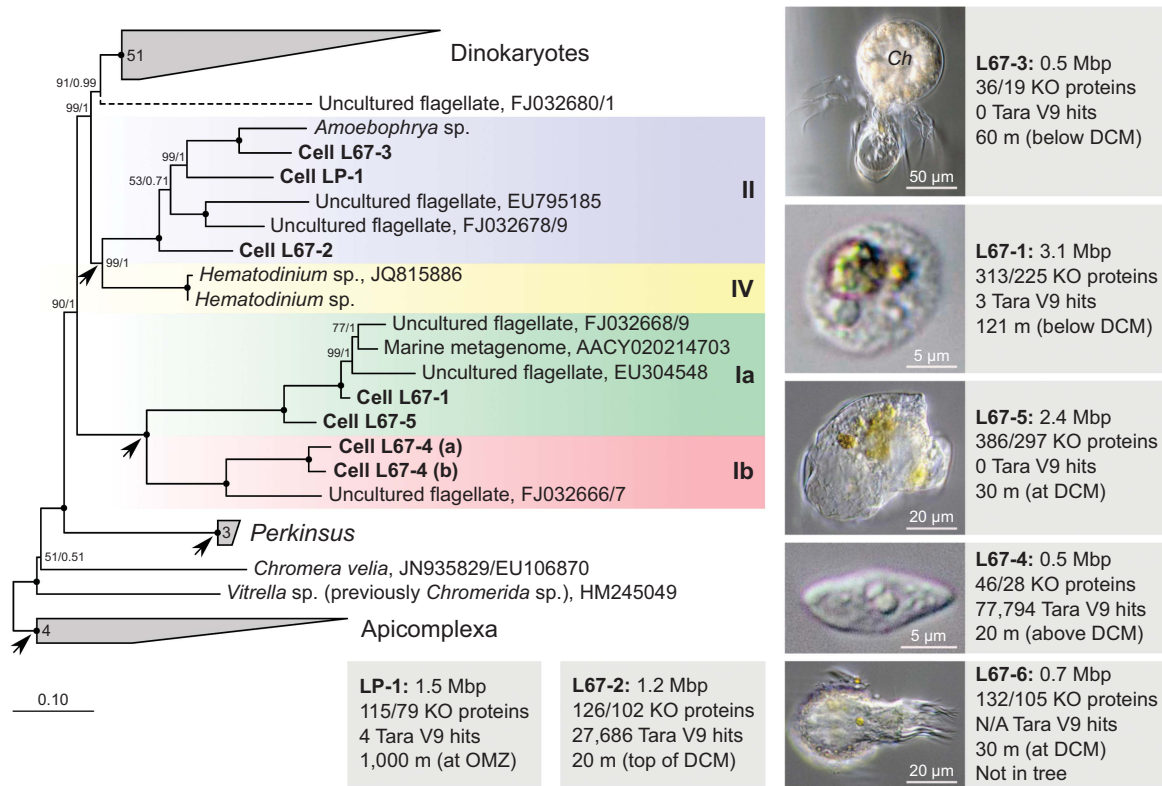 51
Dinokaryotes
91/0.99
99/1
Uncultured flagellate, FJ032680/1
Amoebophrya sp.
99/1
Cell L67-3
Cell LP-1
53/0.71
II
Uncultured flagellate, EU795185
Uncultured flagellate, FJ032678/9
Cell L67-2
99/1
Hematodinium sp., JQ815886
IV
Hematodinium sp.
90/1
77/1
Uncultured flagellate, FJ032668/9
Marine metagenome, AACY020214703
99/1
Uncultured flagellate, EU304548
Ia
Cell L67-1
Cell L67-5
Cell L67-4 (a)
Cell L67-4 (b)
Ib
Uncultured flagellate, FJ032666/7
3
Perkinsus
51/0.51
Chromera velia, JN935829/EU106870
Vitrella sp. (previously Chromerida sp.), HM245049
4
Apicomplexa
0.10
LP-1: 1.5 Mbp
115/79 KO proteins
4 Tara V9 hits
1,000 m (at OMZ)
L67-2: 1.2 Mbp
126/102 KO proteins
27,686 Tara V9 hits
20 m (top of DCM)
Ch
50 µm
L67-3: 0.5 Mbp
36/19 KO proteins
0 Tara V9 hits
60 m (below DCM)
5 µm
L67-1: 3.1 Mbp
313/225 KO proteins
3 Tara V9 hits
121 m (below DCM)
20 µm
L67-5: 2.4 Mbp
386/297 KO proteins
0 Tara V9 hits
30 m (at DCM)
5 µm
L67-4: 0.5 Mbp
46/28 KO proteins
77,794 Tara V9 hits
20 m (above DCM)
20 µm
L67-6: 0.7 Mbp
132/105 KO proteins
N/A Tara V9 hits
30 m (at DCM)
Not in tree